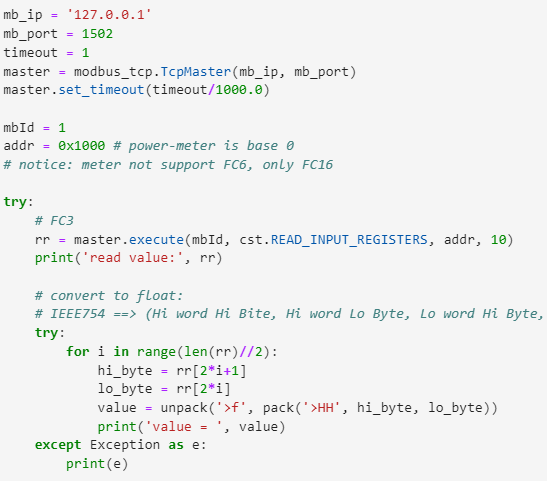 mb_ip = '127.0.0.1'
mb_port = 1502
timeout = 1
master = modbus_tcp.TcpMaster(mb_ip, mb_port)
master.set_timeout(timeout/1000.0)

mbId = 1
addr = 0x1000 # power-meter is base 0
# notice: meter not support FC6, only FC16

try:
    # FC3
    rr = master.execute(mbId, cst.READ_INPUT_REGISTERS, addr, 10)
    print('read value:', rr)

    # convert to float:
    # IEEE754 ==> (Hi word Hi Bite, Hi word Lo Byte, Lo word Hi Byte,
    try:
        for i in range(len(rr)//2):
            hi_byte = rr[2*i+1]
            lo_byte = rr[2*i]
            value = unpack('>f', pack('>HH', hi_byte, lo_byte))
            print('value = ', value)
    except Exception as e:
        print(e)